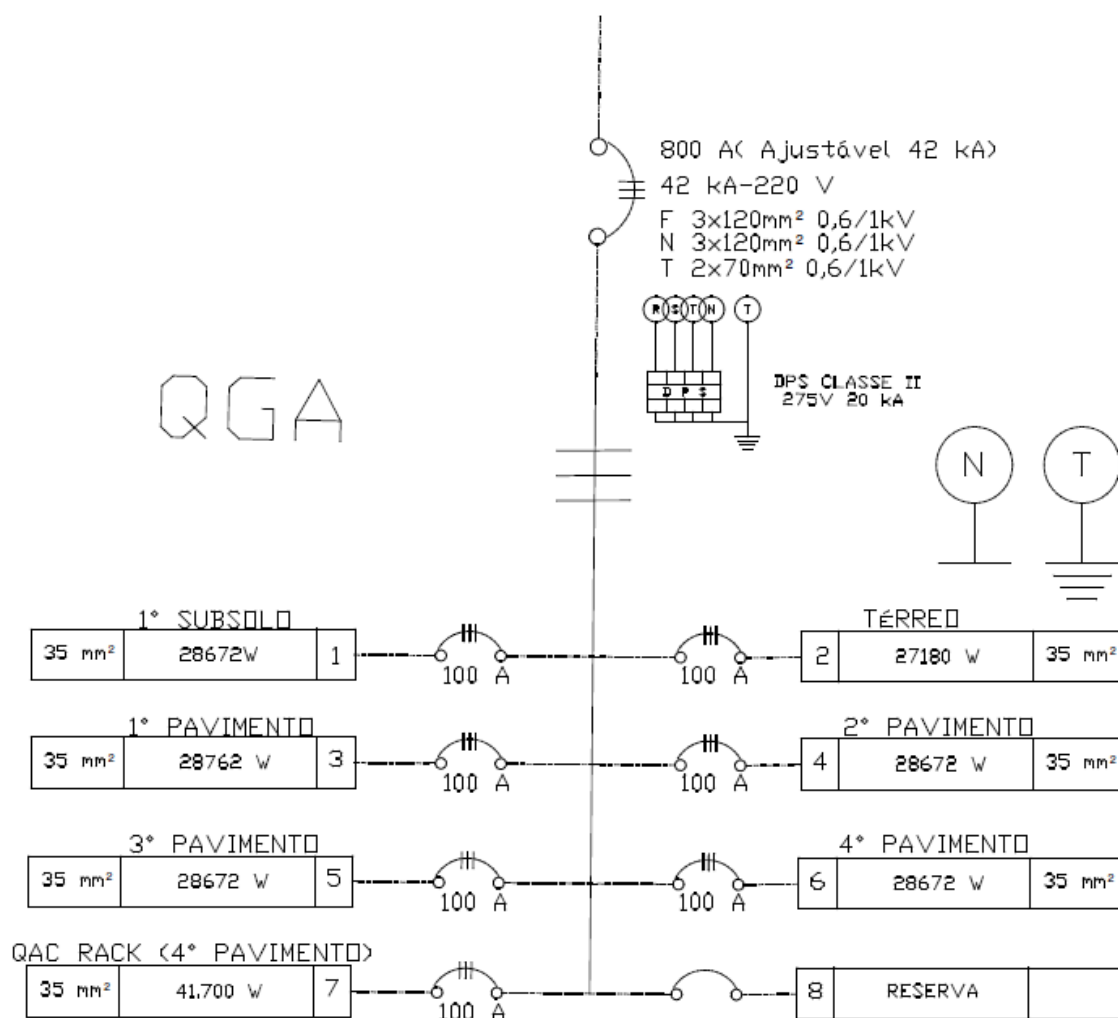 800 A( Ajustável 42 kA)
42 kA-220 V
F 3x120mm² 0,6/1kV
N 3x120mm² 0,6/1kV
T 2x70mm² 0,6/1kV
R S T N T
D P S
DPS CLASSE II
275V 20 kA
QGA
N T
1° SUBSOLO
35 mm² 28672W 1
100 A
TÉRREO
100 A
2 27180 W 35 mm²
1° PAVIMENTO
35 mm² 28762 W 3
100 A
2° PAVIMENTO
100 A
4 28672 W 35 mm²
3° PAVIMENTO
35 mm² 28672 W 5
100 A
4° PAVIMENTO
100 A
6 28672 W 35 mm²
QAC RACK (4° PAVIMENTO)
35 mm² 41.700 W 7
100 A
8 RESERVA